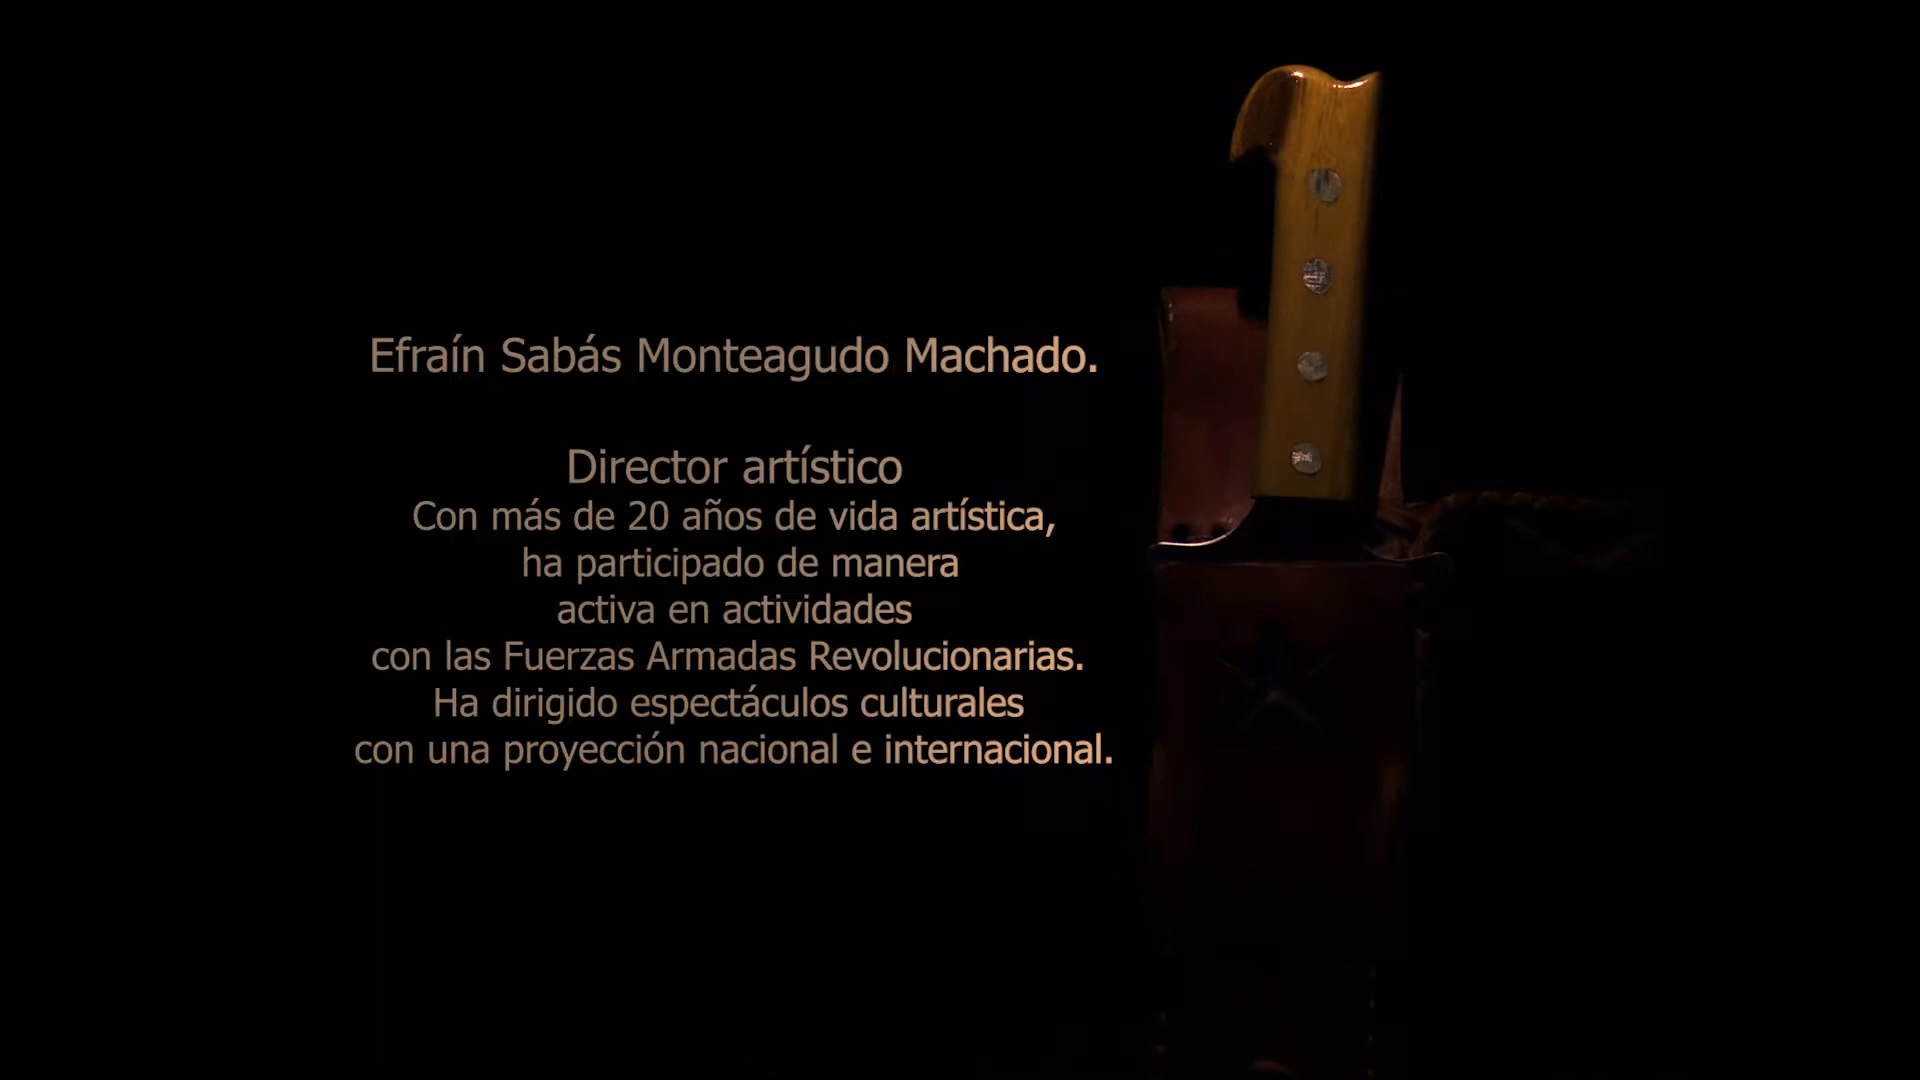 Efraín Sabás Monteagudo Machado.
Director artístico
Con más de 20 años de vida artística,
ha participado de manera
activa en actividades
con las Fuerzas Armadas Revolucionarias.
Ha dirigido espectáculos culturales
con una proyección nacional e internacional.